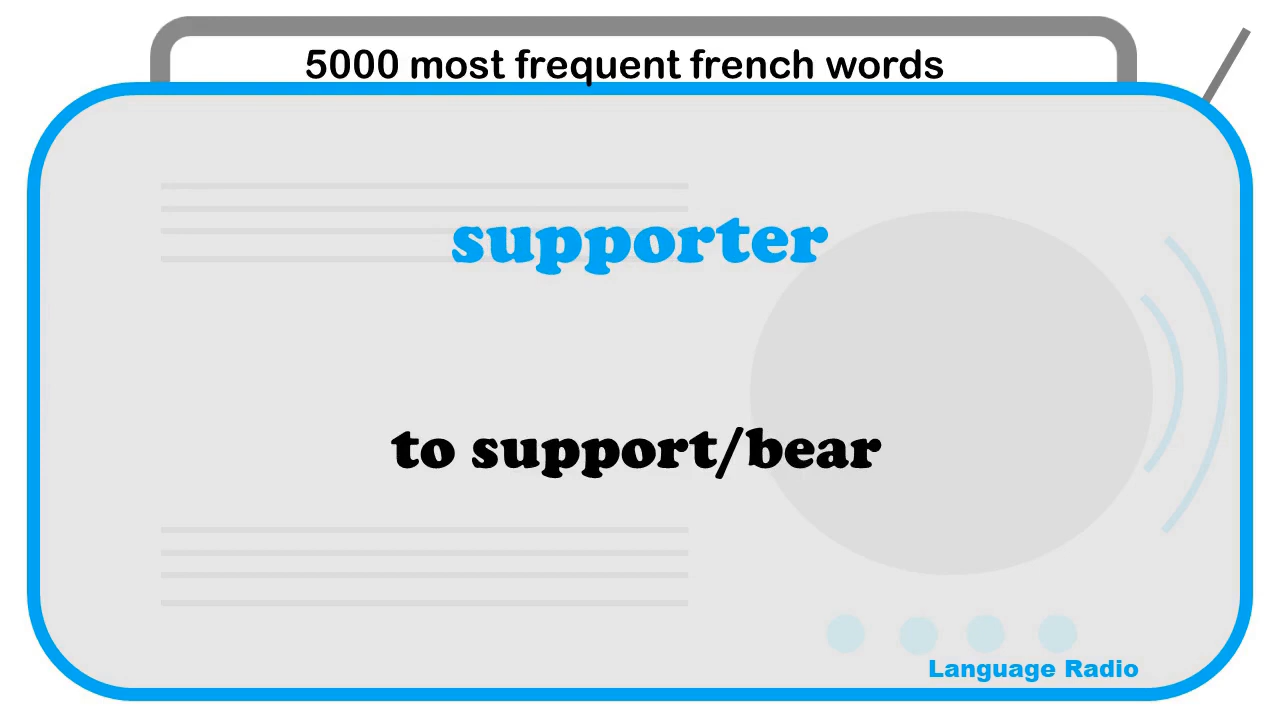 5000 most frequent french words
supporter
to support/bear
Language Radio